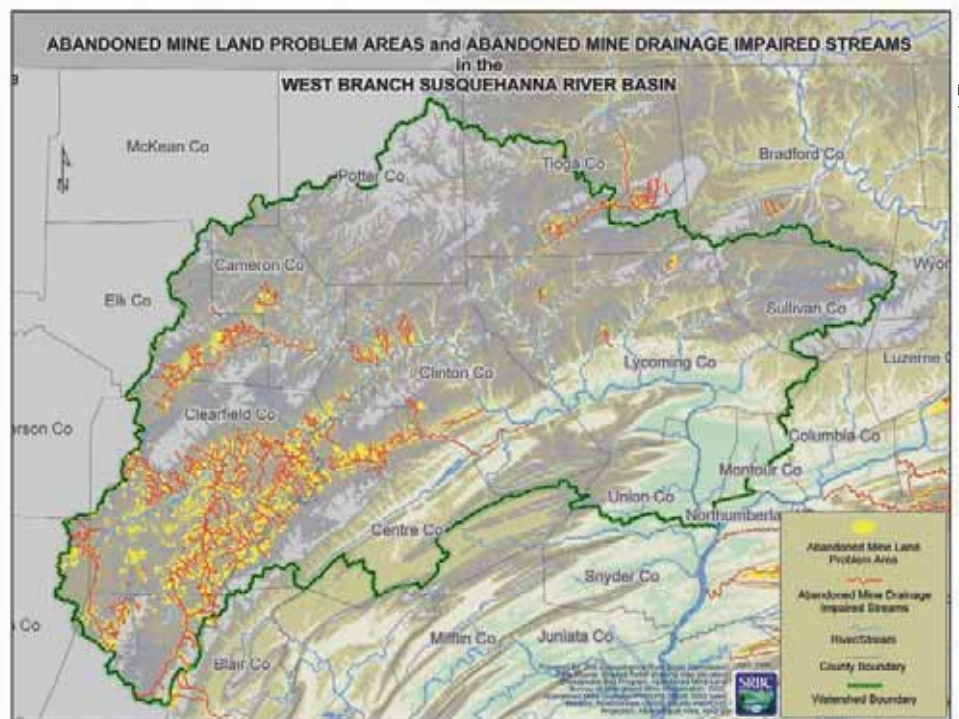 ABANDONED MINE LAND PROBLEM AREAS and ABANDONED MINE DRAINAGE IMPAIRED STREAMS
in the
WEST BRANCH SUSQUEHANNA RIVER BASIN
McKean Co
Potter Co
Tioga Co
Bradford Co
Cameron Co
Wyo
Elk Co
Sullivan Co
Luzerne C
Lycoming Co
Clinton Co
Clearfield Co
erson Co
Columbia Co
Montour Co
Union Co
Centre Co
Northumberla
Snyder Co
Co
Mifflin Co
Juniata Co
Blair Co
Abandoned Mine Land
Problem Area
Abandoned Mine Drainage
Impaired Streams
River/Stream
County Boundary
Watershed Boundary
SRBC